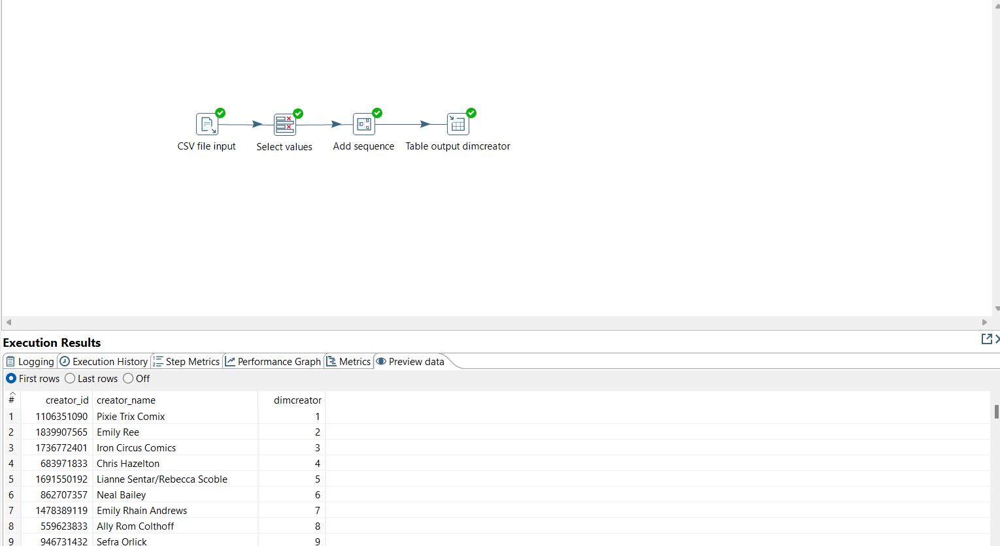 CSV file input Select values Add sequence Table output dimcreator
Execution Results
Logging Execution History Step Metrics Performance Graph Metrics Preview data
First rows Last rows Off
# creator_id creator_name dimcreator
1 1106351090 Pixie Trix Comix 1
2 1839907565 Emily Ree 2
3 1736772401 Iron Circus Comics 3
4 683971833 Chris Hazelton 4
5 1691550192 Lianne Sentar/Rebecca Scoble 5
6 862707357 Neal Bailey 6
7 1478389119 Emily Rhain Andrews 7
8 559623833 Ally Rom Colthoff 8
9 946731432 Sefra Orlick 9